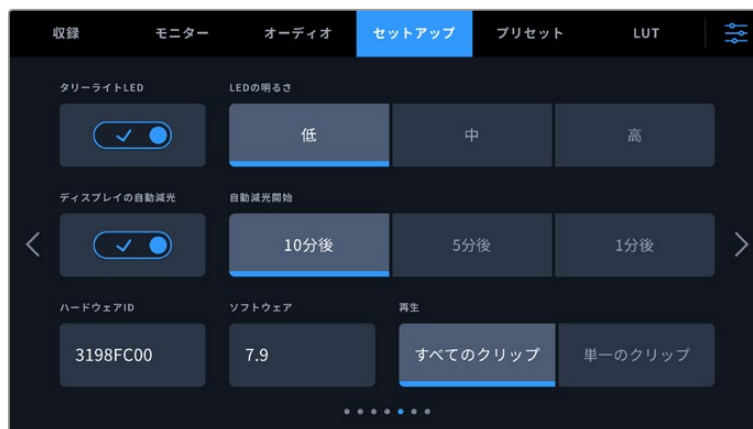 収録 モニター オーディオ セットアップ プリセット LUT
タリーライトLED LEDの明るさ
低 中 高
ディスプレイの自動減光 自動減光開始
10分後 5分後 1分後
ハードウェアID ソフトウェア 再生
3198FC00 7.9 すべてのクリップ 単一のクリップ